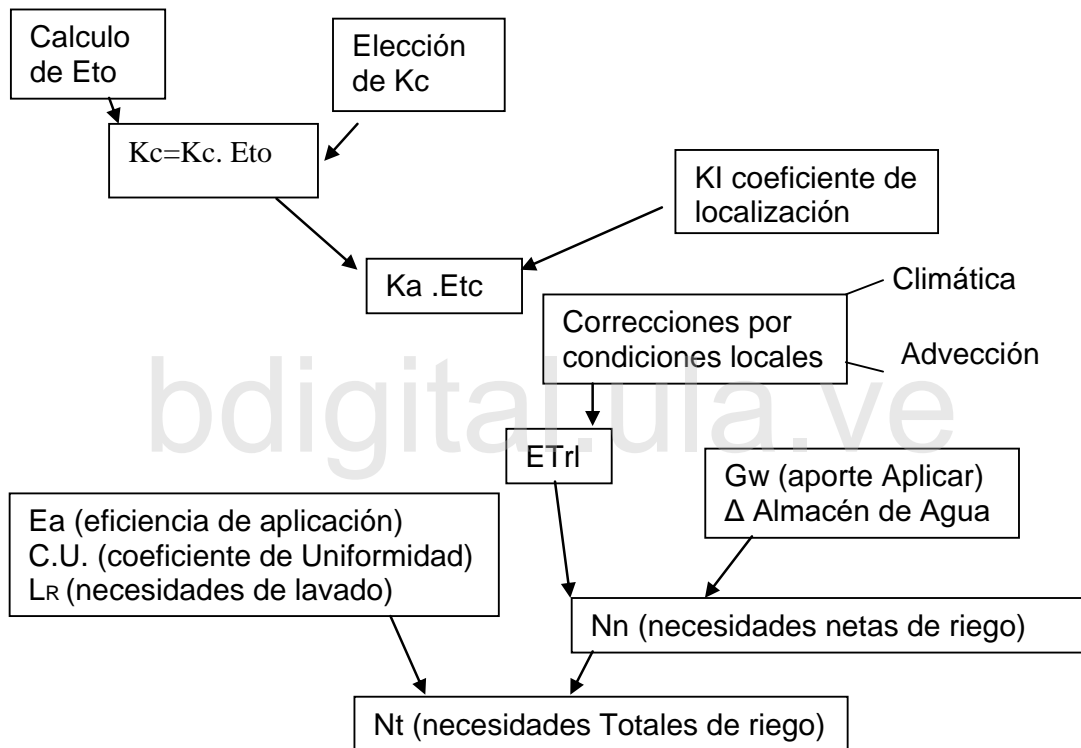 Calculo
de Eto
Elección
de Kc
Kc=Kc. Eto
KI coeficiente de
localización
Ka .Etc
Climática
Correcciones por
condiciones locales
Advección
bdigital.ula.ve
ETrl
Gw (aporte Aplicar)
Δ Almacén de Agua
Ea (eficiencia de aplicación)
C.U. (coeficiente de Uniformidad)
LR (necesidades de lavado)
Nn (necesidades netas de riego)
Nt (necesidades Totales de riego)